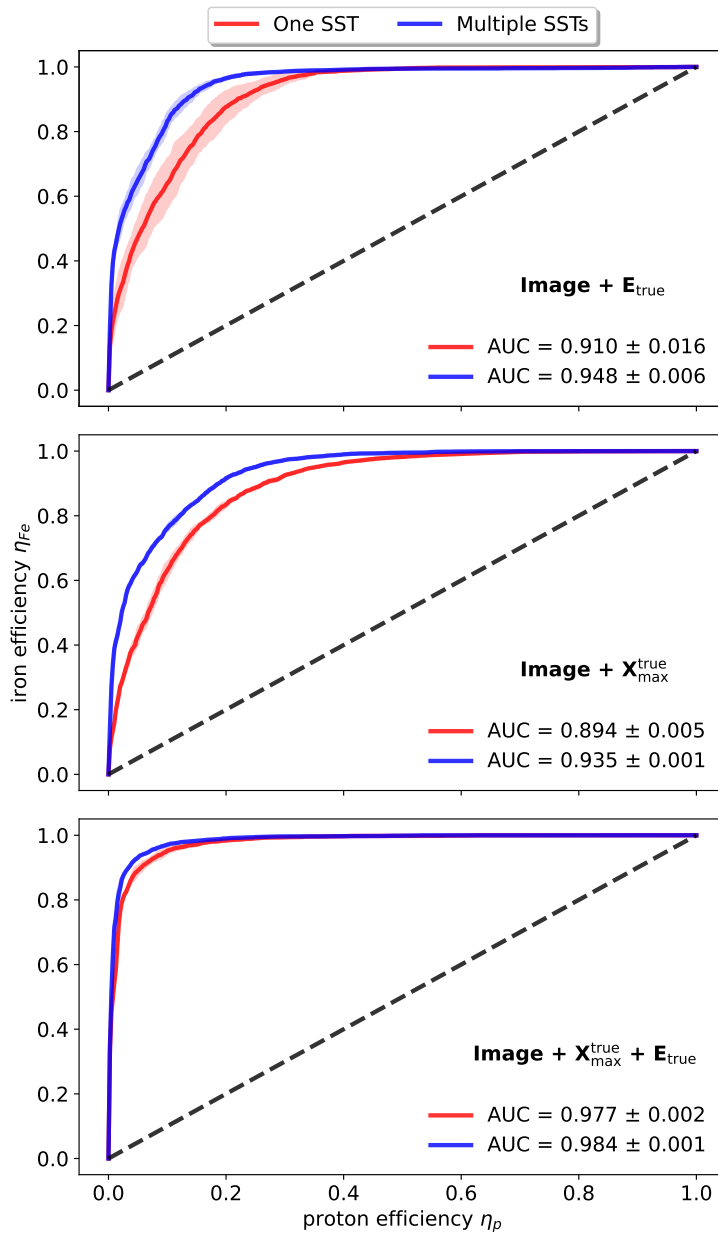 One SST Multiple SSTs
1.0
0.8
0.6
0.4
0.2
0.0
Image + E_true
AUC = 0.910 ± 0.016
AUC = 0.948 ± 0.006
1.0
0.8
0.6
0.4
0.2
0.0
iron efficiency η_Fe
Image + X_max^true
AUC = 0.894 ± 0.005
AUC = 0.935 ± 0.001
1.0
0.8
0.6
0.4
0.2
0.0
Image + X_max^true + E_true
AUC = 0.977 ± 0.002
AUC = 0.984 ± 0.001
0.0 0.2 0.4 0.6 0.8 1.0
proton efficiency η_p